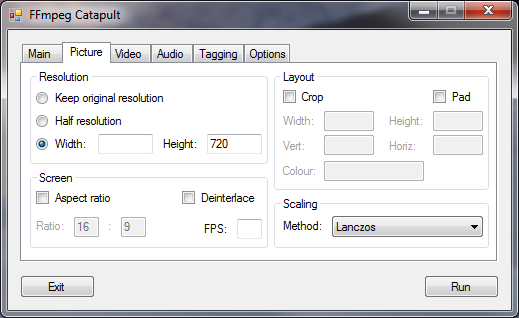 FFmpeg Catapult
Main Picture Video Audio Tagging Options
Resolution
Keep original resolution
Half resolution
Width: Height: 720
Screen
Aspect ratio Deinterlace
Ratio: 16 : 9 FPS:
Layout
Crop Pad
Width: Height:
Vert: Horiz:
Colour:
Scaling
Method: Lanczos
Exit Run